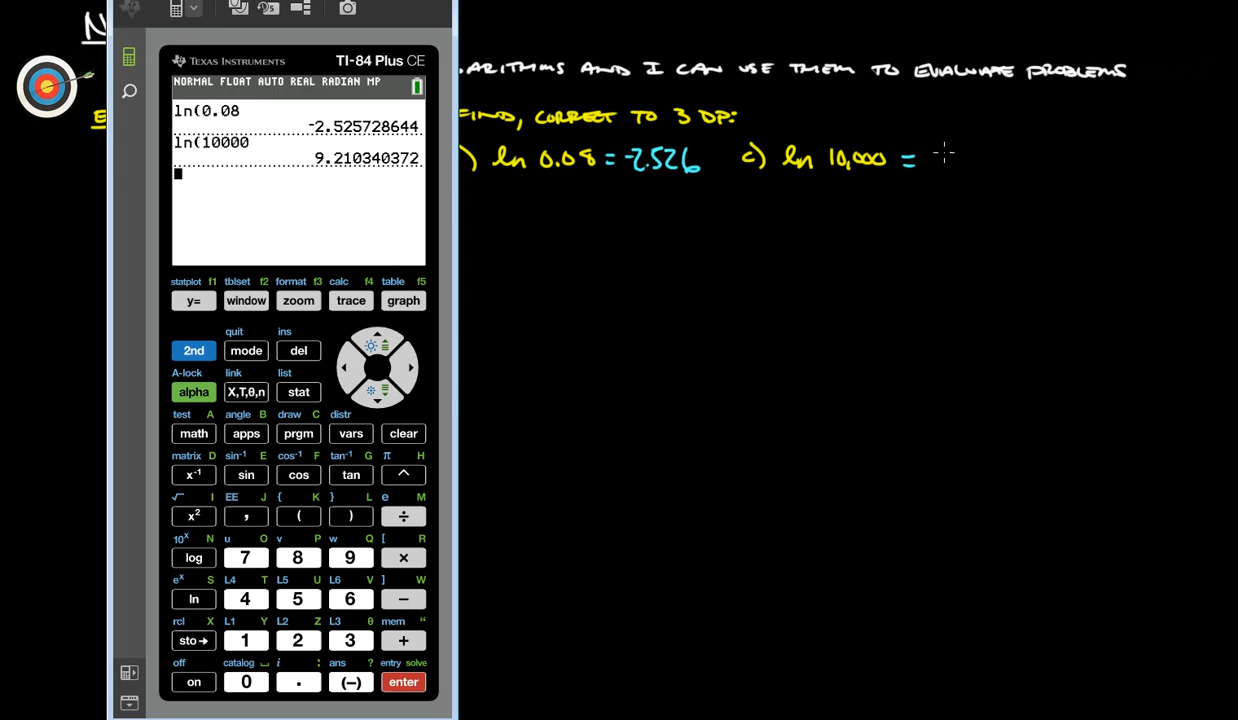 N
ARITHMS AND I CAN USE THEM TO EVALUATE PROBLEMS
E
FIND, CORRECT TO 3 DP:
) ln 0.08 = -2.526 c) ln 10,000 =
TEXAS INSTRUMENTS TI-84 Plus CE
NORMAL FLOAT AUTO REAL RADIAN MP
ln(0.08
-2.525728644
ln(10000
9.210340372
statplot f1 tblset f2 format f3 calc f4 table f5
y= window zoom trace graph
quit ins
2nd mode del
A-lock link list
alpha X,T,θ,n stat
test A angle B draw C distr
math apps prgm vars clear
matrix D sin⁻¹ E cos⁻¹ F tan⁻¹ G π H
x⁻¹ sin cos tan ^
√ I EE J { K } L e M
x² , ( ) ÷
10ˣ N u O v P w Q [ R
log 7 8 9 ×
eˣ S L4 T L5 U L6 V ] W
ln 4 5 6 −
rcl X L1 Y L2 Z L3 θ mem “
sto→ 1 2 3 +
off catalog ␣ i : ans ? entry solve
on 0 . (−) enter